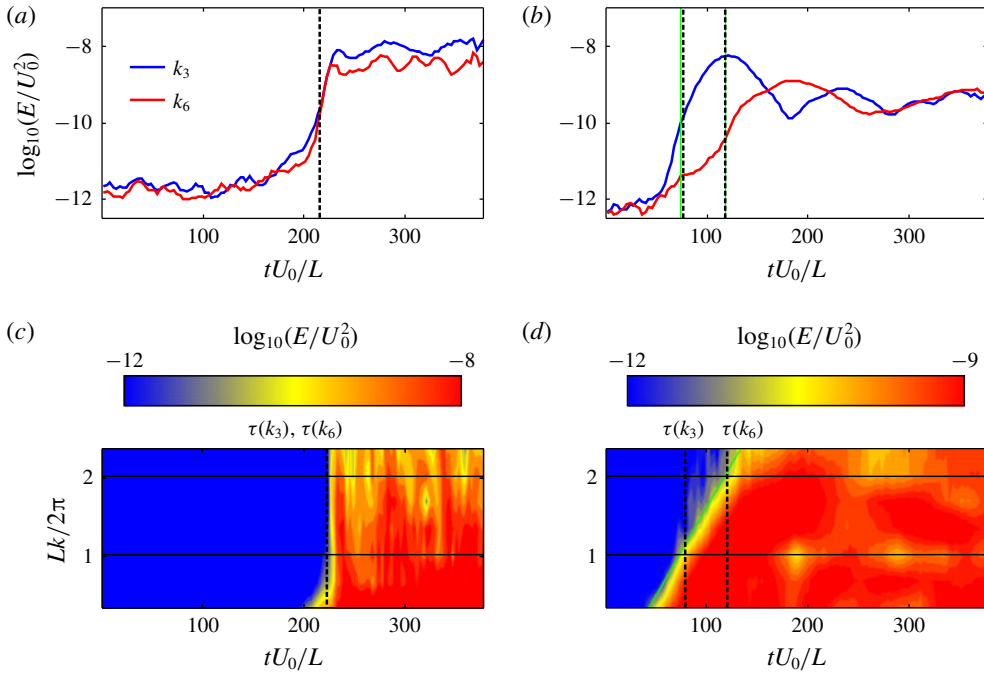 (a)
(b)
log₁₀(E/U₀²)
−8
−10
−12
k₃
k₆
100
200
300
tU₀/L
−8
−10
−12
100
200
300
tU₀/L
(c)
(d)
log₁₀(E/U₀²)
−12
−8
τ(k₃), τ(k₆)
Lk/2π
2
1
100
200
300
tU₀/L
log₁₀(E/U₀²)
−12
−9
τ(k₃)
τ(k₆)
2
1
100
200
300
tU₀/L